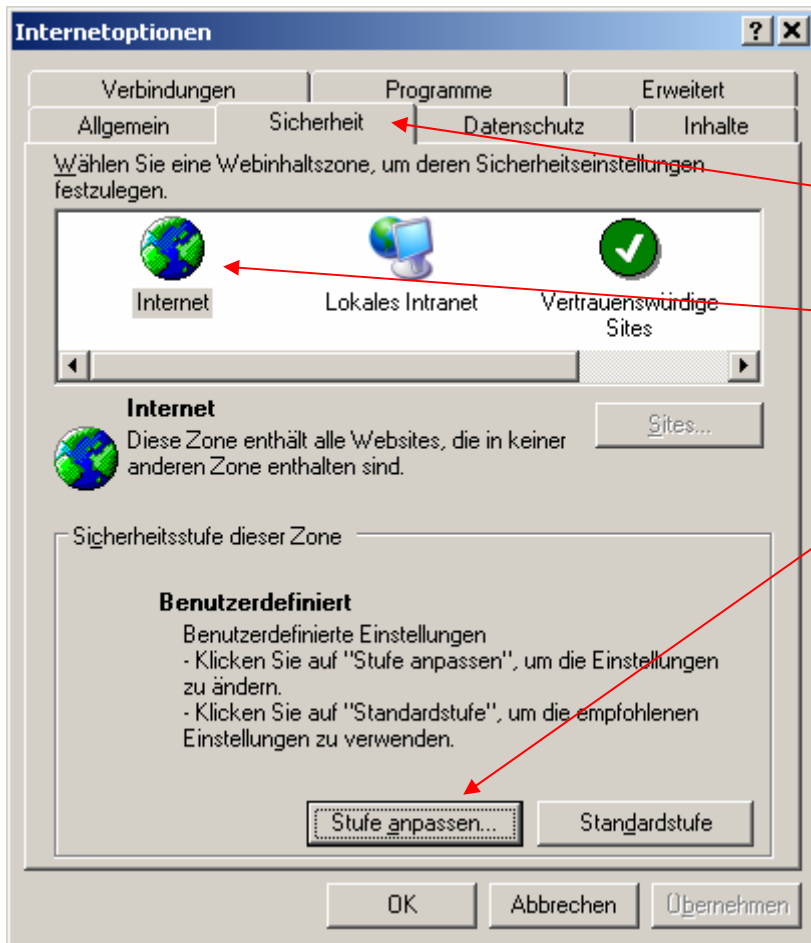 Internetoptionen
Verbindungen Programme Erweitert
Allgemein Sicherheit Datenschutz Inhalte
Wählen Sie eine Webinhaltszone, um deren Sicherheitseinstellungen
festzulegen.
Internet Lokales Intranet Vertrauenswürdige
Sites
Internet
Sites...
Diese Zone enthält alle Websites, die in keiner
anderen Zone enthalten sind.
Sicherheitsstufe dieser Zone
Benutzerdefiniert
Benutzerdefinierte Einstellungen
- Klicken Sie auf "Stufe anpassen", um die Einstellungen
zu ändern.
- Klicken Sie auf "Standardstufe", um die empfohlenen
Einstellungen zu verwenden.
Stufe anpassen... Standardstufe
OK Abbrechen Übernehmen